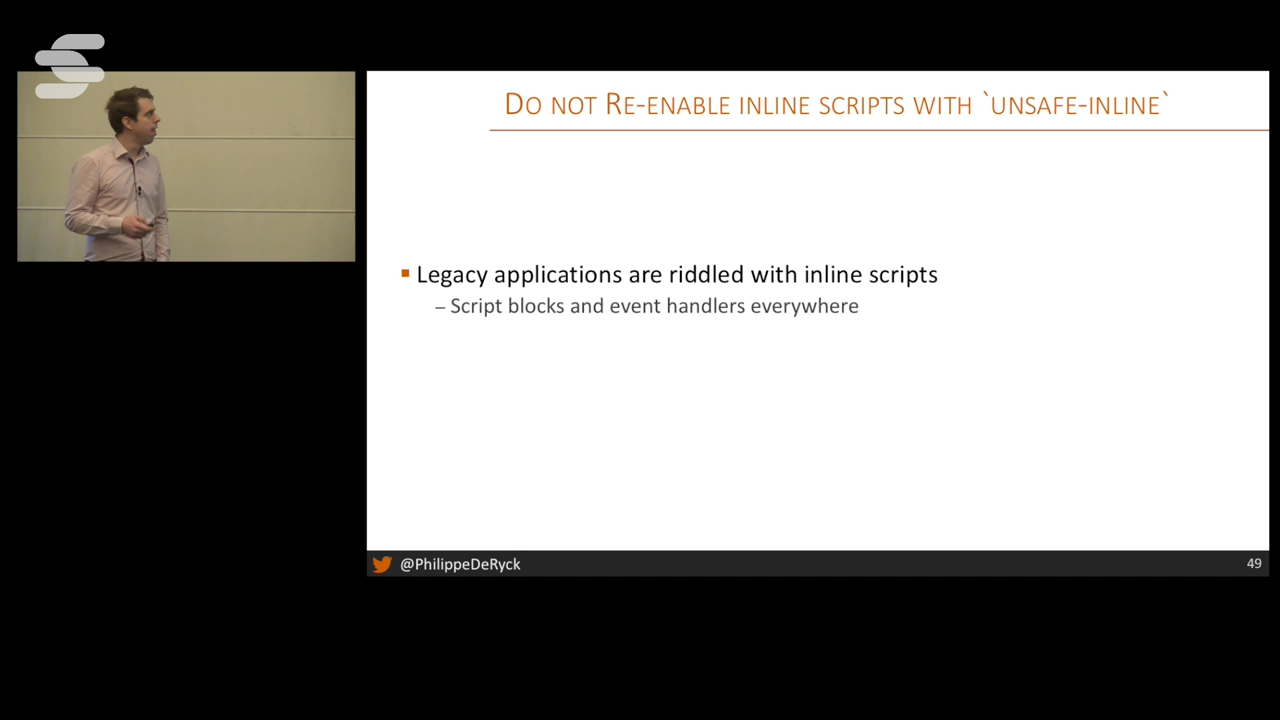 DO NOT RE-ENABLE INLINE SCRIPTS WITH `UNSAFE-INLINE`
▪ Legacy applications are riddled with inline scripts
– Script blocks and event handlers everywhere
@PhilippeDeRyck
49